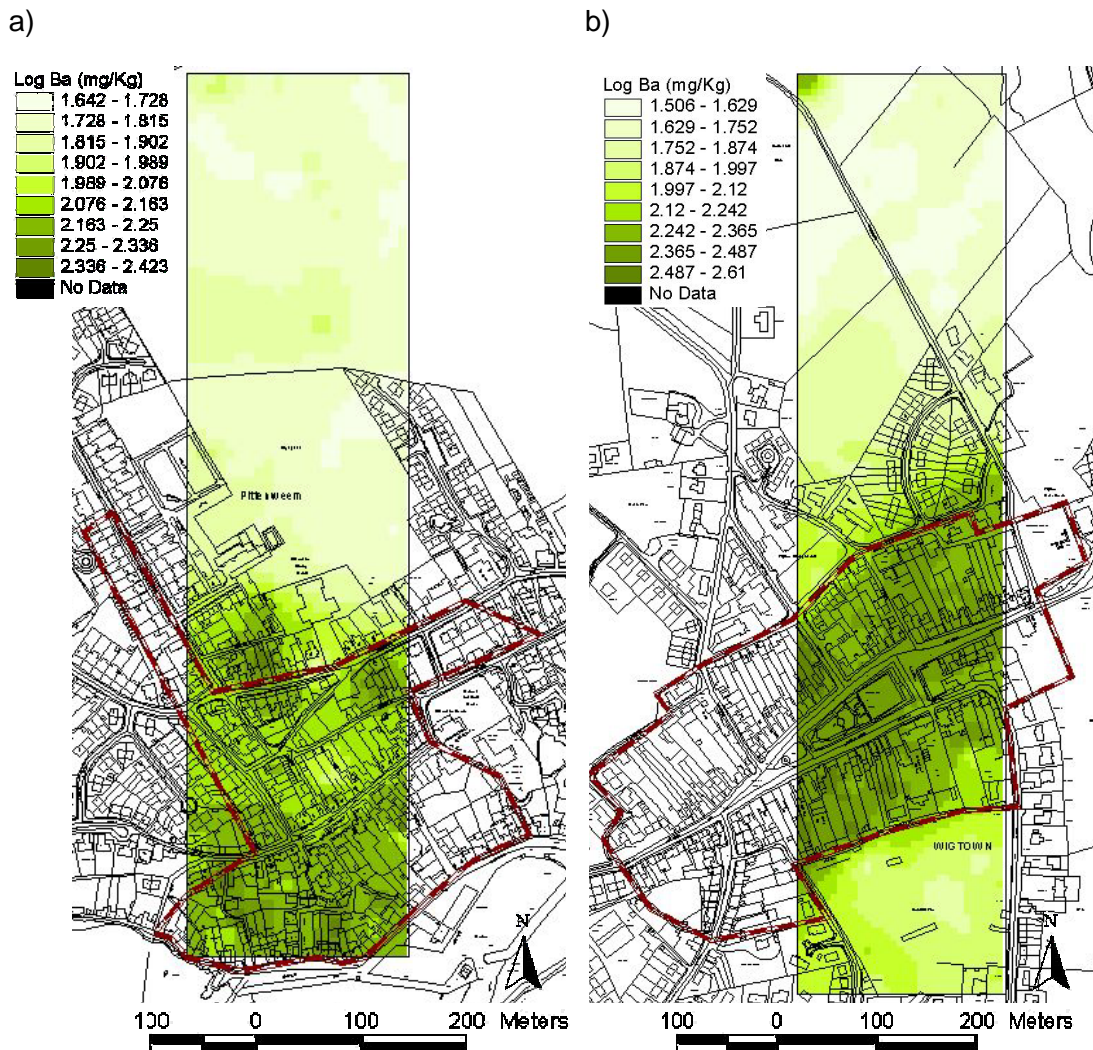 a)
Log Ba (mg/Kg)
1.642 - 1.728
1.728 - 1.815
1.815 - 1.902
1.902 - 1.989
1.989 - 2.076
2.076 - 2.163
2.163 - 2.25
2.25 - 2.336
2.336 - 2.423
No Data
Pittenweem
N
100 0 100 200 Meters
b)
Log Ba (mg/Kg)
1.506 - 1.629
1.629 - 1.752
1.752 - 1.874
1.874 - 1.997
1.997 - 2.12
2.12 - 2.242
2.242 - 2.365
2.365 - 2.487
2.487 - 2.61
No Data
WIGTOWN
N
100 0 100 200 Meters